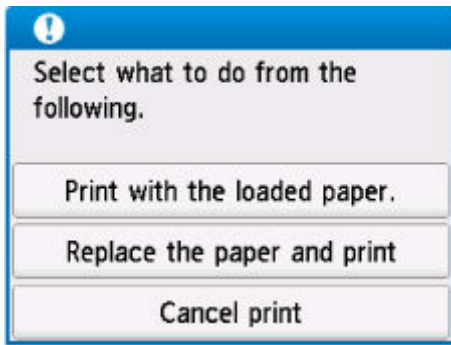 Select what to do from the
following.
Print with the loaded paper.
Replace the paper and print
Cancel print